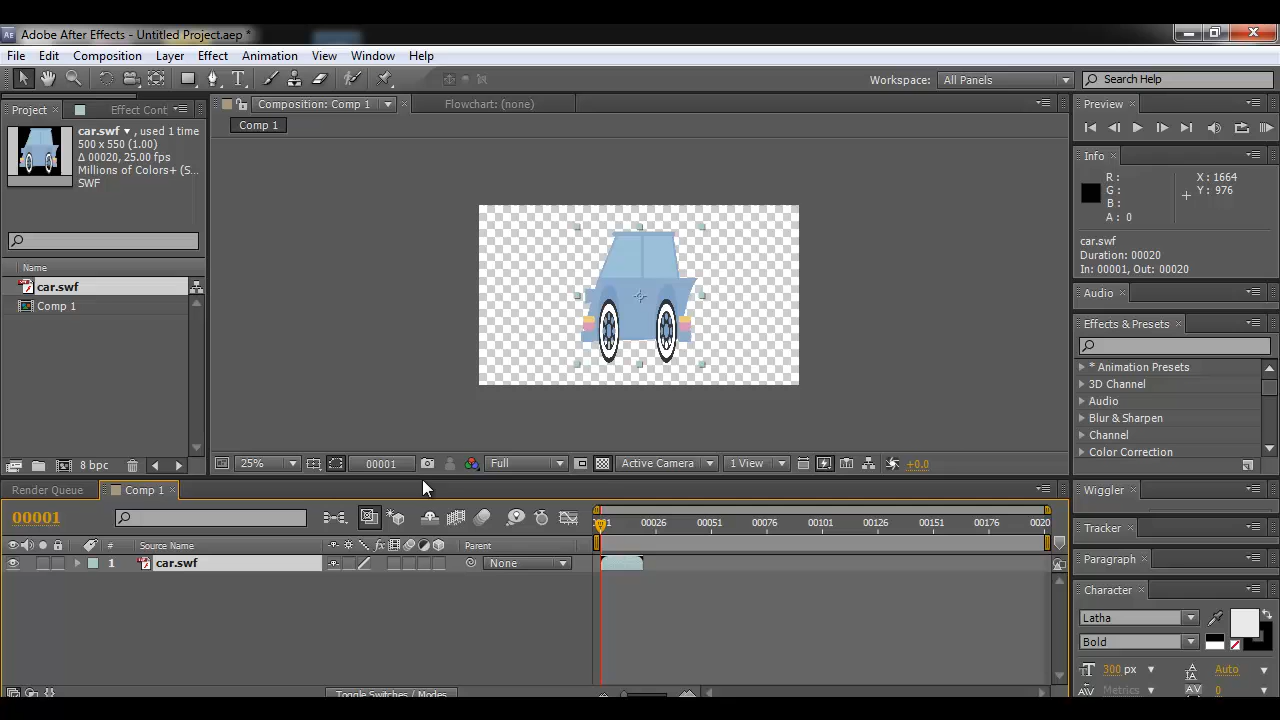 Adobe After Effects - Untitled Project.aep *
File Edit Composition Layer Effect Animation View Window Help
Workspace: All Panels Search Help
Project Effect Cont Composition: Comp 1 Flowchart: (none) Preview
car.swf , used 1 time
500 x 550 (1.00)
Δ 00020, 25.00 fps
Millions of Colors+ (S...
SWF
Comp 1
Info
R :
G :
B :
A : 0
X : 1664
Y : 976
car.swf
Duration: 00020
In: 00001, Out: 00020
Name
car.swf
Comp 1
Audio
Effects & Presets
* Animation Presets
3D Channel
Audio
Blur & Sharpen
Channel
Color Correction
8 bpc 25% 00001 Full Active Camera 1 View +0.0
Render Queue Comp 1 Wiggler
00001
00026 00051 00076 00101 00126 00151 00176 0020
# Source Name fx Parent
1 car.swf None
Tracker
Paragraph
Character
Latha
Bold
300 px Auto
Metrics 0
Toggle Switches / Modes